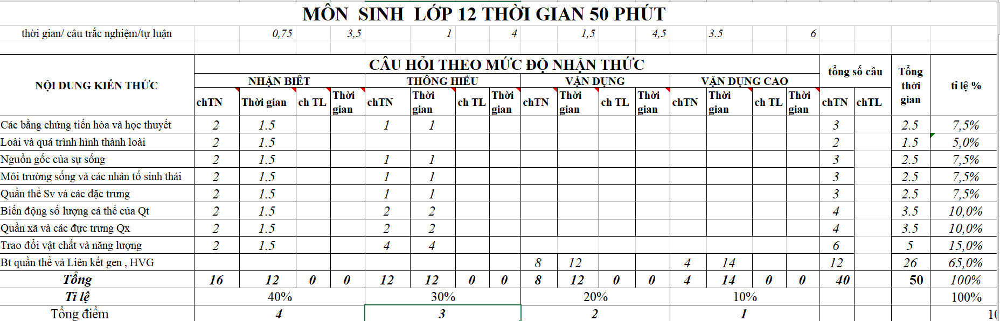 MÔN SINH LỚP 12 THỜI GIAN 50 PHÚT
thời gian/ câu trắc nghiệm/tự luận 0,75 3,5 1 4 1,5 4,5 3.5 6
NỘI DUNG KIẾN THỨC CÂU HỎI THEO MỨC ĐỘ NHẬN THỨC tổng số câu Tổng thời gian tỉ lệ %
NHẬN BIẾT THÔNG HIỂU VẬN DỤNG VẬN DỤNG CAO
chTN Thời gian ch TL Thời gian chTN Thời gian ch TL Thời gian chTN Thời gian ch TL Thời gian chTN Thời gian ch TL Thời gian chTN chTL
Các bằng chứng tiến hóa và học thuyết 2 1.5 1 1 3 2.5 7,5%
Loài và quá trình hình thành loài 2 1.5 2 1.5 5,0%
Nguồn gốc của sự sống 2 1.5 1 1 3 2.5 7,5%
Môi trường sống và các nhân tố sinh thái 2 1.5 1 1 3 2.5 7,5%
Quần thể Sv và các đặc trưng 2 1.5 1 1 3 2.5 7,5%
Biến động số lượng cá thể của Qt 2 1.5 2 2 4 3.5 10,0%
Quần xã và các đực trưng Qx 2 1.5 2 2 4 3.5 10,0%
Trao đổi vật chất và năng lượng 2 1.5 4 4 6 5 15,0%
Bt quần thể và Liên kết gen , HVG 8 12 4 14 12 26 65,0%
Tổng 16 12 0 0 12 12 0 0 8 12 0 0 4 14 0 0 40 50 100%
Tỉ lệ 40% 30% 20% 10% 100%
Tổng điểm 4 3 2 1